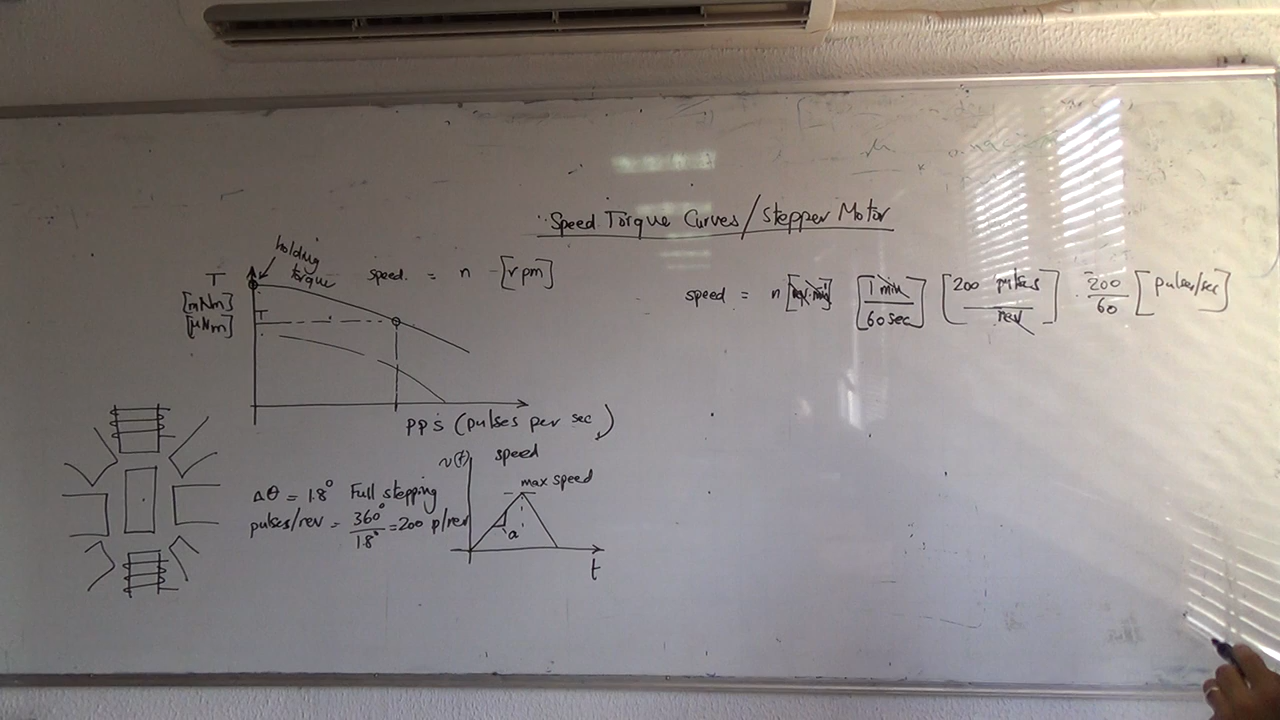 Speed Torque Curves/Stepper Motor
holding
torque
T
[mNm]
[μNm]
speed = n [rpm]
T
pps (pulses per sec)
speed = n [rev/min] [1 min/60 sec] [200 pulses/rev] 200/60 [pulses/sec]
v(t)
speed
max speed
a
t
Δθ = 1.8° Full stepping
pulses/rev = 360°/1.8° = 200 p/rev